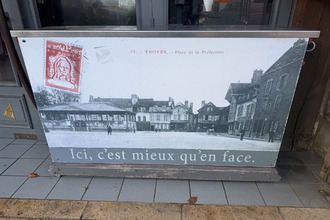 TROYES. - Place de la Préfecture
Ici, c'est mieux qu'en face.